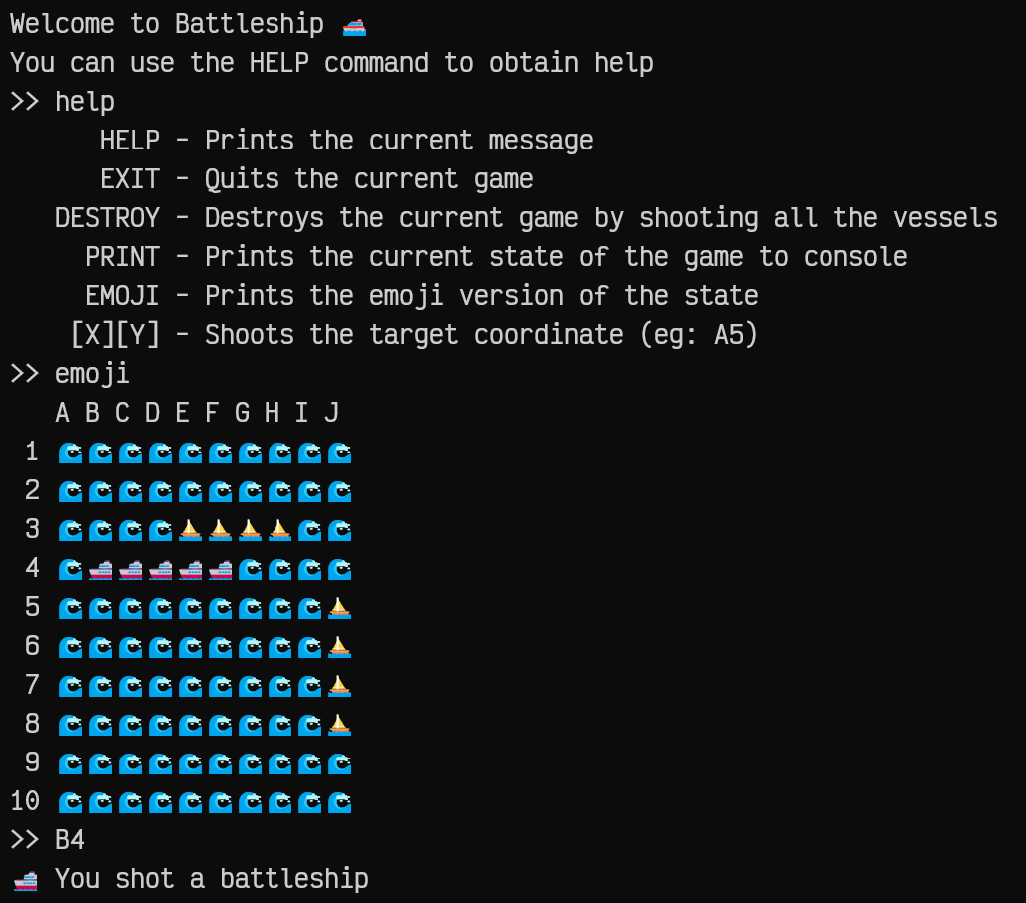 Welcome to Battleship 🚤
You can use the HELP command to obtain help
>> help
HELP - Prints the current message
EXIT - Quits the current game
DESTROY - Destroys the current game by shooting all the vessels
PRINT - Prints the current state of the game to console
EMOJI - Prints the emoji version of the state
[X][Y] - Shoots the target coordinate (eg: A5)
>> emoji
A B C D E F G H I J
1 🌊🌊🌊🌊🌊🌊🌊🌊🌊🌊
2 🌊🌊🌊🌊🌊🌊🌊🌊🌊🌊
3 🌊🌊🌊🌊⛵⛵⛵⛵🌊🌊
4 🌊🚢🚢🚢🚢🚢🌊🌊🌊🌊
5 🌊🌊🌊🌊🌊🌊🌊🌊🌊⛵
6 🌊🌊🌊🌊🌊🌊🌊🌊🌊⛵
7 🌊🌊🌊🌊🌊🌊🌊🌊🌊⛵
8 🌊🌊🌊🌊🌊🌊🌊🌊🌊⛵
9 🌊🌊🌊🌊🌊🌊🌊🌊🌊🌊
10 🌊🌊🌊🌊🌊🌊🌊🌊🌊🌊
>> B4
🚢 You shot a battleship